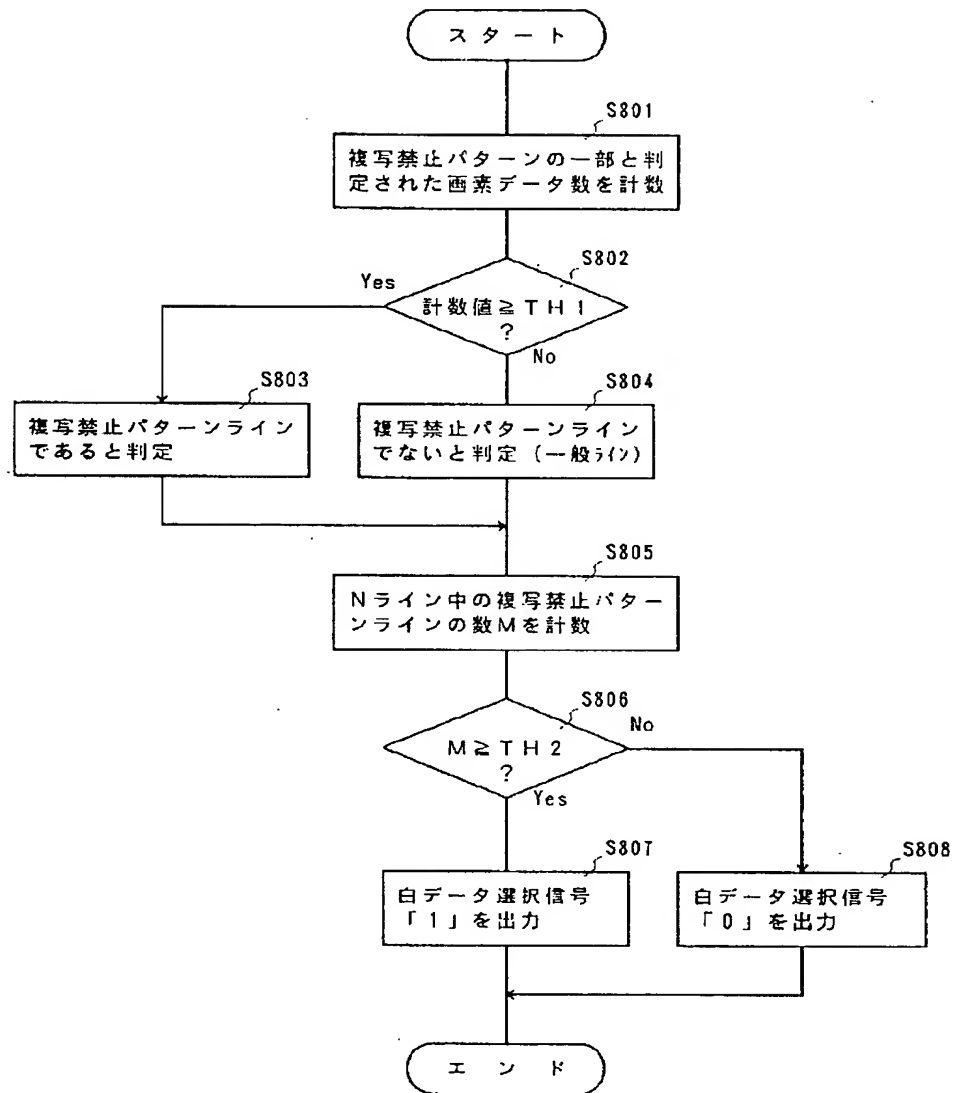 スタート
S801
複写禁止パターンの一部と判
定された画素データ数を計数
S802
Yes
計数値≧TH1
?
No
S803
複写禁止パターンライン
であると判定
S804
複写禁止パターンライン
でないと判定(一般ライン)
S805
Nライン中の複写禁止パター
ンラインの数Mを計数
S806
No
M≧TH2
?
Yes
S807
白データ選択信号
「1」を出力
S808
白データ選択信号
「0」を出力
エンド